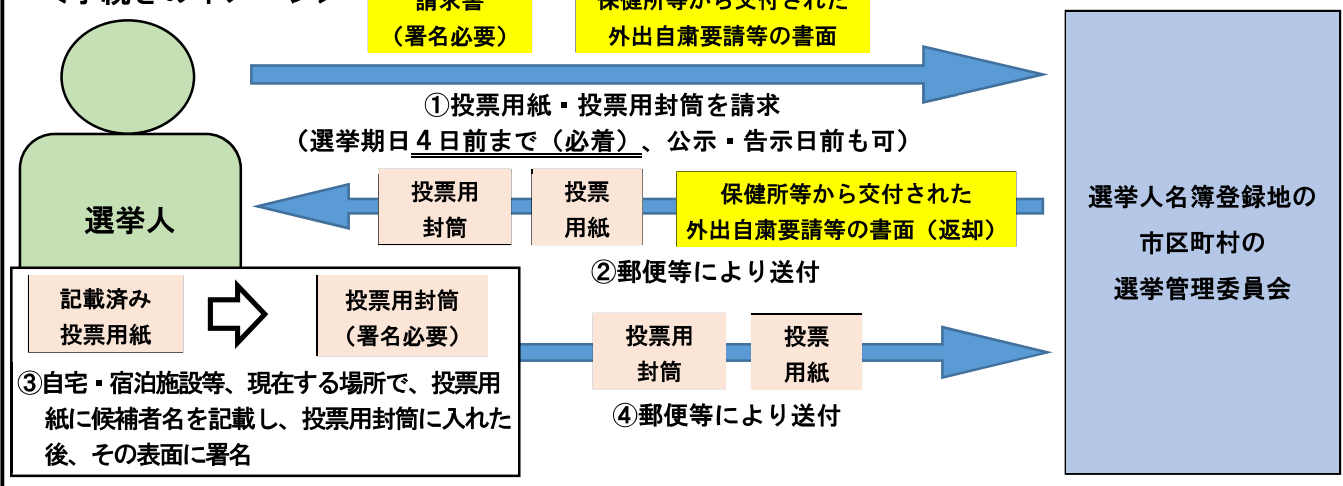 請求書
(署名必要)
保健所等から交付された
外出自粛要請等の書面
①投票用紙・投票用封筒を請求
(選挙期日4日前まで(必着)、公示・告示日前も可)
選挙人
投票用
封筒
投票
用紙
保健所等から交付された
外出自粛要請等の書面(返却)
②郵便等により送付
選挙人名簿登録地の
市区町村の
選挙管理委員会
記載済み
投票用紙
投票用封筒
(署名必要)
③自宅・宿泊施設等、現在する場所で、投票用
紙に候補者名を記載し、投票用封筒に入れた
後、その表面に署名
投票用
封筒
投票
用紙
④郵便等により送付